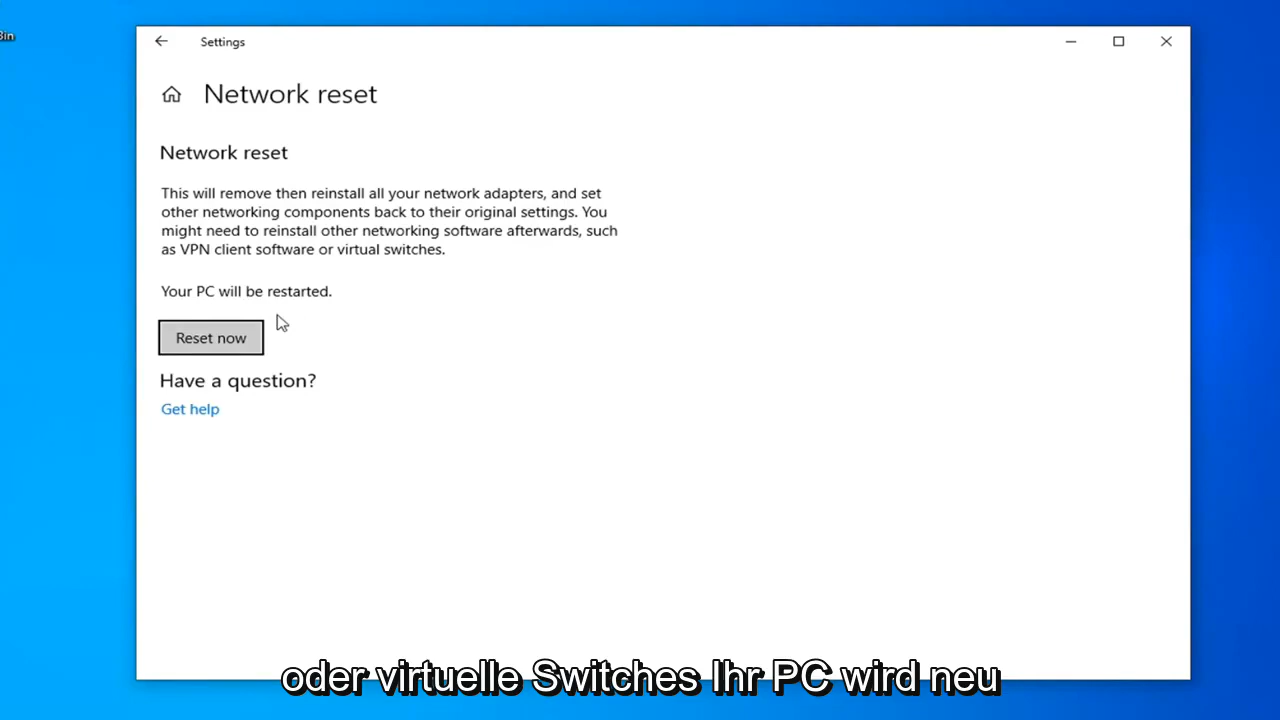 Bin
Settings
Network reset
Network reset
This will remove then reinstall all your network adapters, and set
other networking components back to their original settings. You
might need to reinstall other networking software afterwards, such
as VPN client software or virtual switches.
Your PC will be restarted.
Reset now
Have a question?
Get help
oder virtuelle Switches Ihr PC wird neu